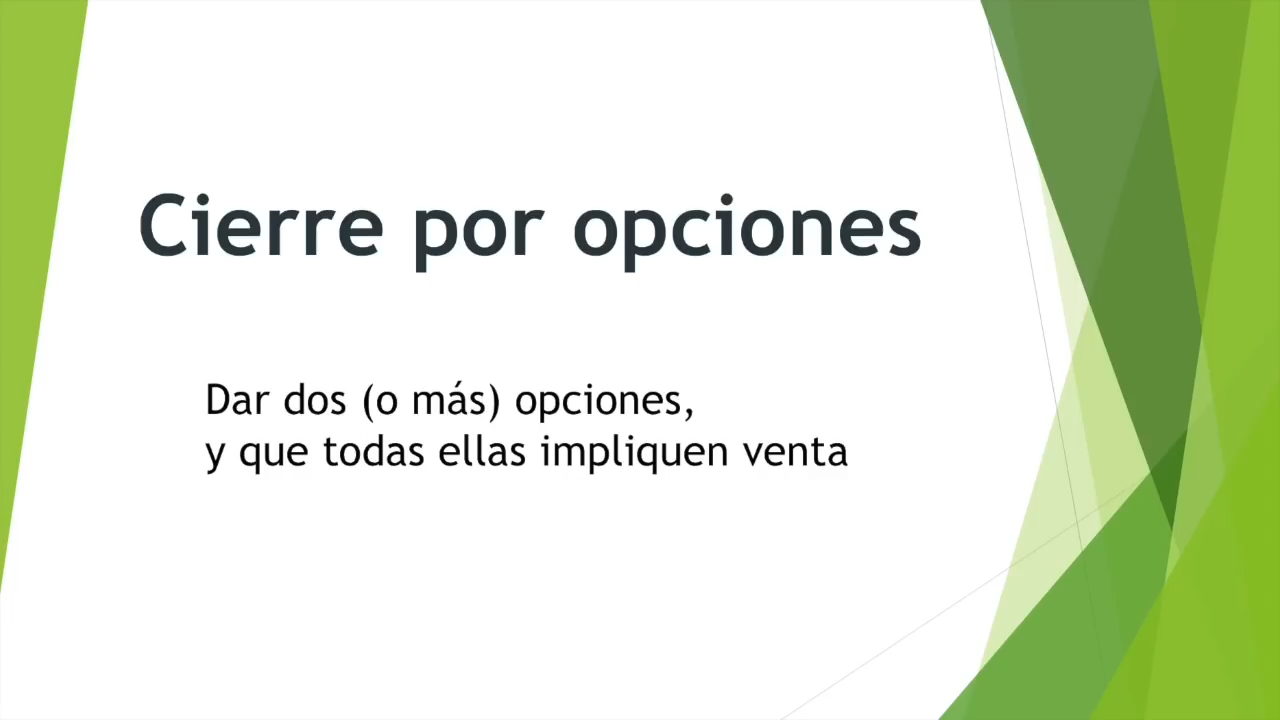 Cierre por opciones
Dar dos (o más) opciones,
y que todas ellas impliquen venta